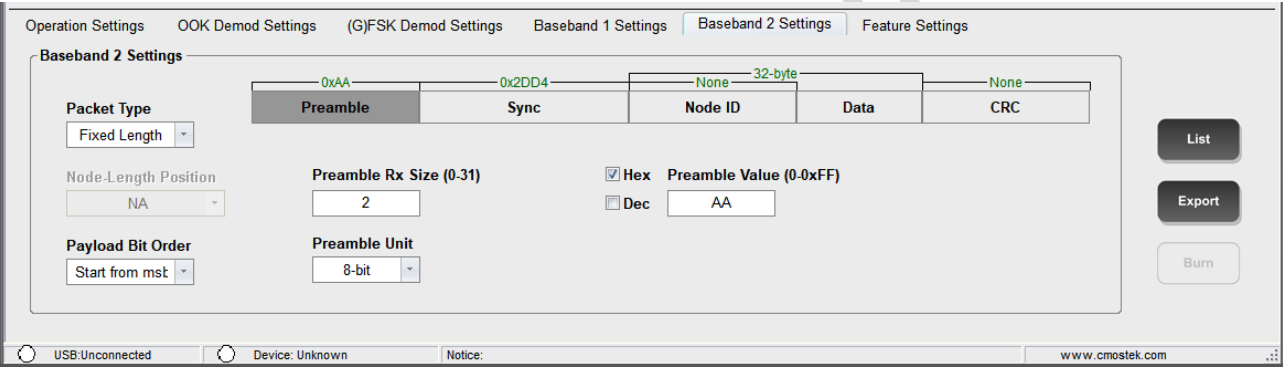 Operation Settings OOK Demod Settings (G)FSK Demod Settings Baseband 1 Settings Baseband 2 Settings Feature Settings
Baseband 2 Settings
32-byte
0xAA 0x2DD4 None None
Preamble Sync Node ID Data CRC
Packet Type
Fixed Length
List
Node-Length Position Preamble Rx Size (0-31) Hex Preamble Value (0-0xFF)
NA 2 Dec AA
Export
Payload Bit Order Preamble Unit
Start from msb 8-bit
Burn
USB:Unconnected Device: Unknown Notice: www.cmostek.com